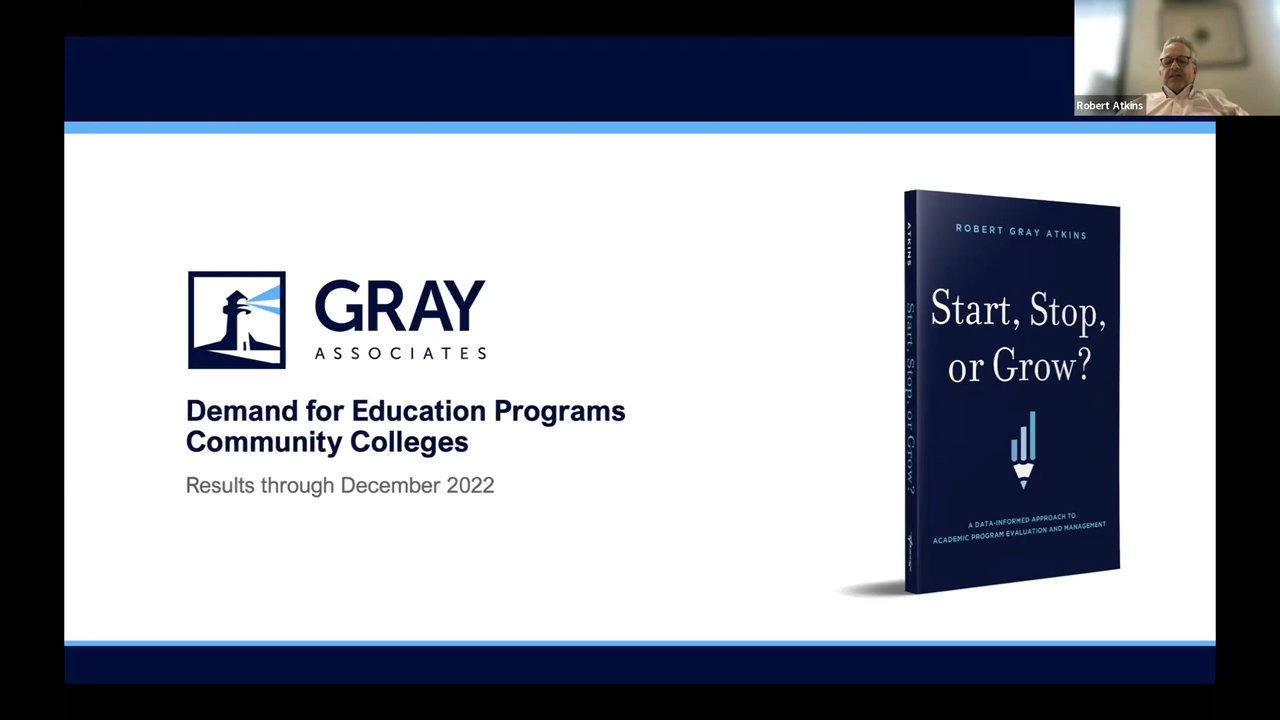 Robert Atkins
GRAY
ASSOCIATES
Demand for Education Programs
Community Colleges
Results through December 2022
ATKINS
Start, Stop, or Grow?
ROBERT GRAY ATKINS
Start, Stop,
or Grow?
A DATA-INFORMED APPROACH TO
ACADEMIC PROGRAM EVALUATION AND MANAGEMENT